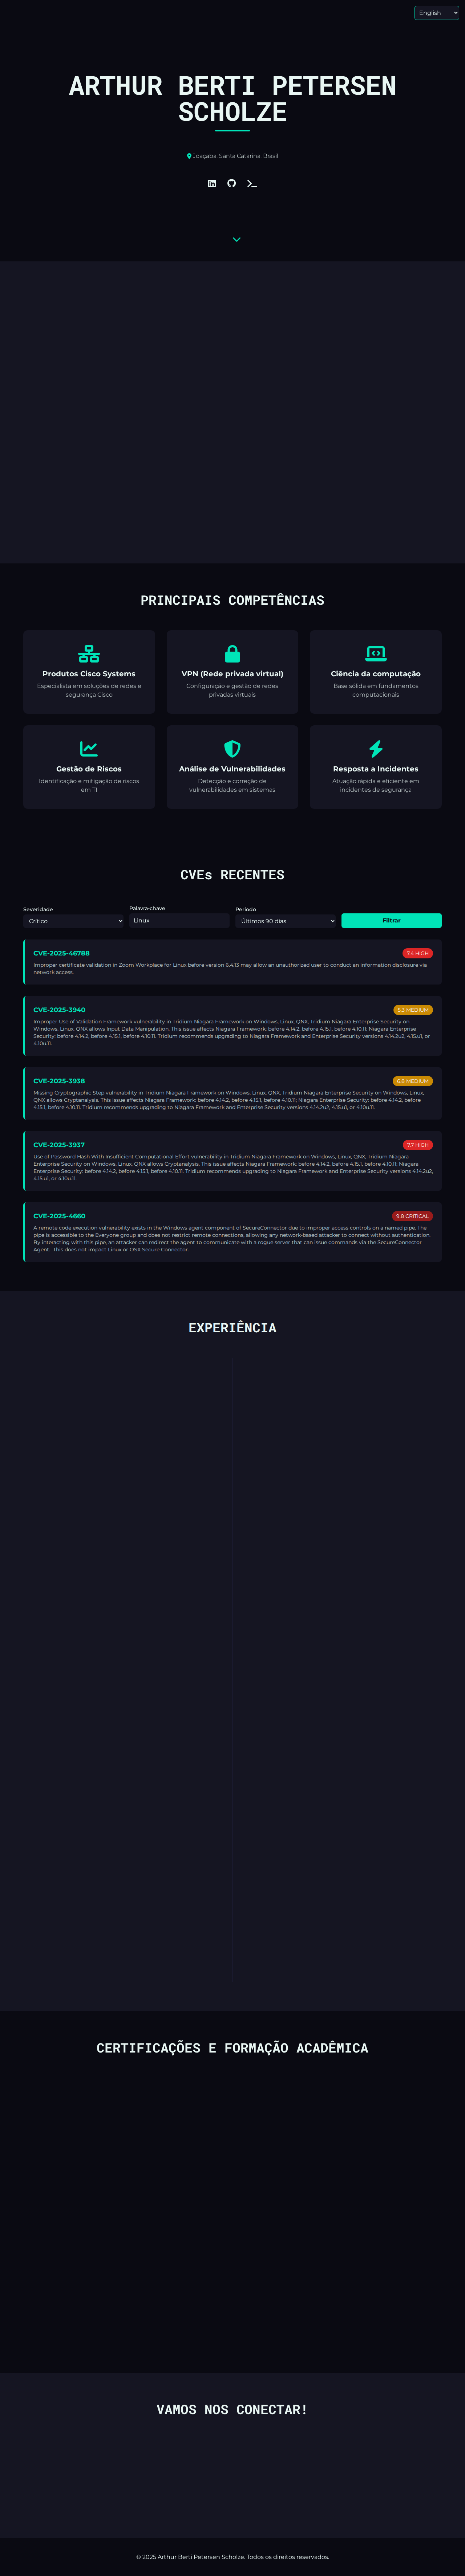 English
ARTHUR BERTI PETERSEN
SCHOLZE
Joaçaba, Santa Catarina, Brasil
PRINCIPAIS COMPETÊNCIAS
Produtos Cisco Systems
Especialista em soluções de redes e
segurança Cisco
VPN (Rede privada virtual)
Configuração e gestão de redes
privadas virtuais
Ciência da computação
Base sólida em fundamentos
computacionais
Gestão de Riscos
Identificação e mitigação de riscos
em TI
Análise de Vulnerabilidades
Detecção e correção de
vulnerabilidades em sistemas
Resposta a Incidentes
Atuação rápida e eficiente em
incidentes de segurança
CVEs RECENTES
Severidade
Crítico
Palavra-chave
Linux
Período
Últimos 90 dias
Filtrar
CVE-2025-46788
7.4 HIGH
Improper certificate validation in Zoom Workplace for Linux before version 6.4.13 may allow an unauthorized user to conduct an information disclosure via
network access.
CVE-2025-3940
5.3 MEDIUM
Improper Use of Validation Framework vulnerability in Tridium Niagara Framework on Windows, Linux, QNX, Tridium Niagara Enterprise Security on
Windows, Linux, QNX allows Input Data Manipulation. This issue affects Niagara Framework: before 4.14.2, before 4.15.1, before 4.10.11; Niagara Enterprise
Security: before 4.14.2, before 4.15.1, before 4.10.11. Tridium recommends upgrading to Niagara Framework and Enterprise Security versions 4.14.2u2, 4.15.u1, or
4.10u.11.
CVE-2025-3938
6.8 MEDIUM
Missing Cryptographic Step vulnerability in Tridium Niagara Framework on Windows, Linux, QNX, Tridium Niagara Enterprise Security on Windows, Linux,
QNX allows Cryptanalysis. This issue affects Niagara Framework: before 4.14.2, before 4.15.1, before 4.10.11; Niagara Enterprise Security: before 4.14.2, before
4.15.1, before 4.10.11. Tridium recommends upgrading to Niagara Framework and Enterprise Security versions 4.14.2u2, 4.15.u1, or 4.10u.11.
CVE-2025-3937
7.7 HIGH
Use of Password Hash With Insufficient Computational Effort vulnerability in Tridium Niagara Framework on Windows, Linux, QNX, Tridium Niagara
Enterprise Security on Windows, Linux, QNX allows Cryptanalysis. This issue affects Niagara Framework: before 4.14.2, before 4.15.1, before 4.10.11; Niagara
Enterprise Security: before 4.14.2, before 4.15.1, before 4.10.11. Tridium recommends upgrading to Niagara Framework and Enterprise Security versions 4.14.2u2,
4.15.u1, or 4.10u.11.
CVE-2025-4660
9.8 CRITICAL
A remote code execution vulnerability exists in the Windows agent component of SecureConnector due to improper access controls on a named pipe. The
pipe is accessible to the Everyone group and does not restrict remote connections, allowing any network-based attacker to connect without authentication.
By interacting with this pipe, an attacker can redirect the agent to communicate with a rogue server that can issue commands via the SecureConnector
Agent. This does not impact Linux or OSX Secure Connector.
EXPERIÊNCIA
CERTIFICAÇÕES E FORMAÇÃO ACADÊMICA
VAMOS NOS CONECTAR!
© 2025 Arthur Berti Petersen Scholze. Todos os direitos reservados.